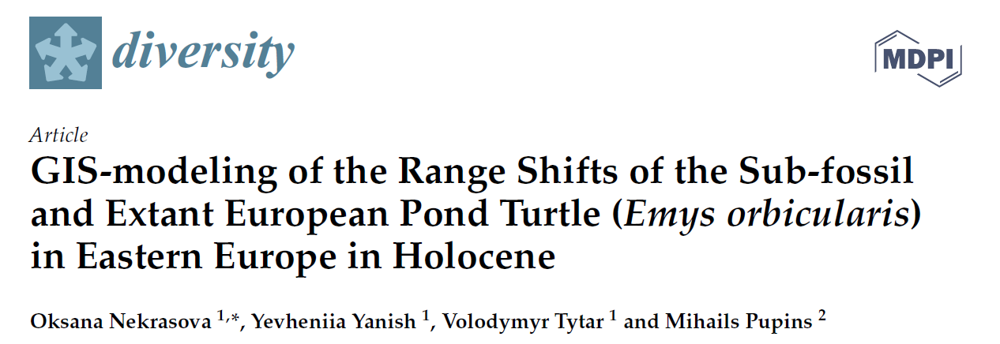 diversity
MDPI
Article
GIS-modeling of the Range Shifts of the Sub-fossil
and Extant European Pond Turtle (Emys orbicularis)
in Eastern Europe in Holocene
Oksana Nekrasova 1,*, Yevheniia Yanish 1, Volodymyr Tytar 1 and Mihails Pupins 2